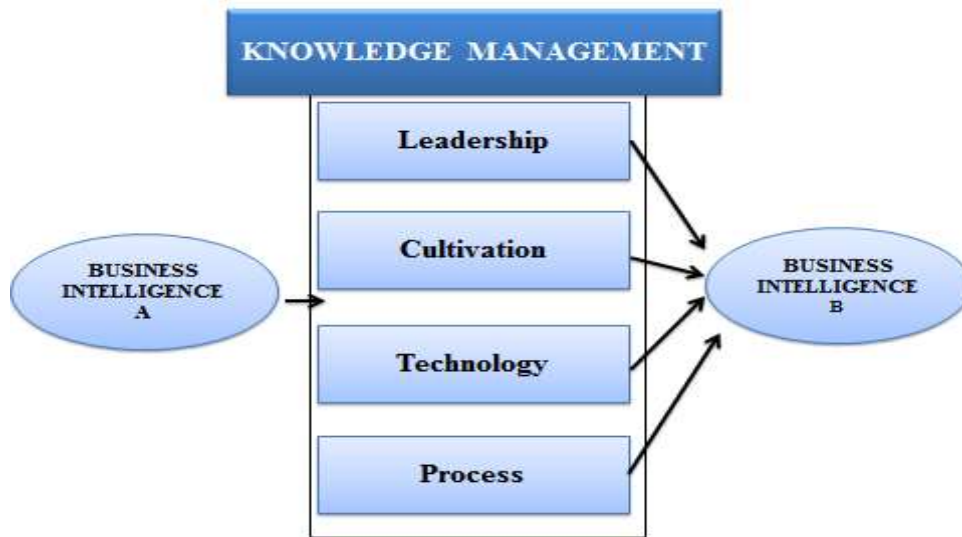 KNOWLEDGE MANAGEMENT
Leadership
Cultivation
Technology
Process
BUSINESS
INTELLIGENCE
A
BUSINESS
INTELLIGENCE
B